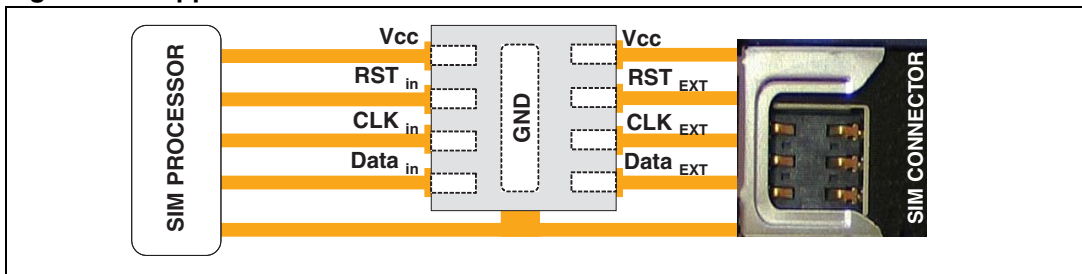 SIM PROCESSOR
Vcc
RST in
CLK in
Data in
GND
Vcc
RST EXT
CLK EXT
Data EXT
SIM CONNECTOR